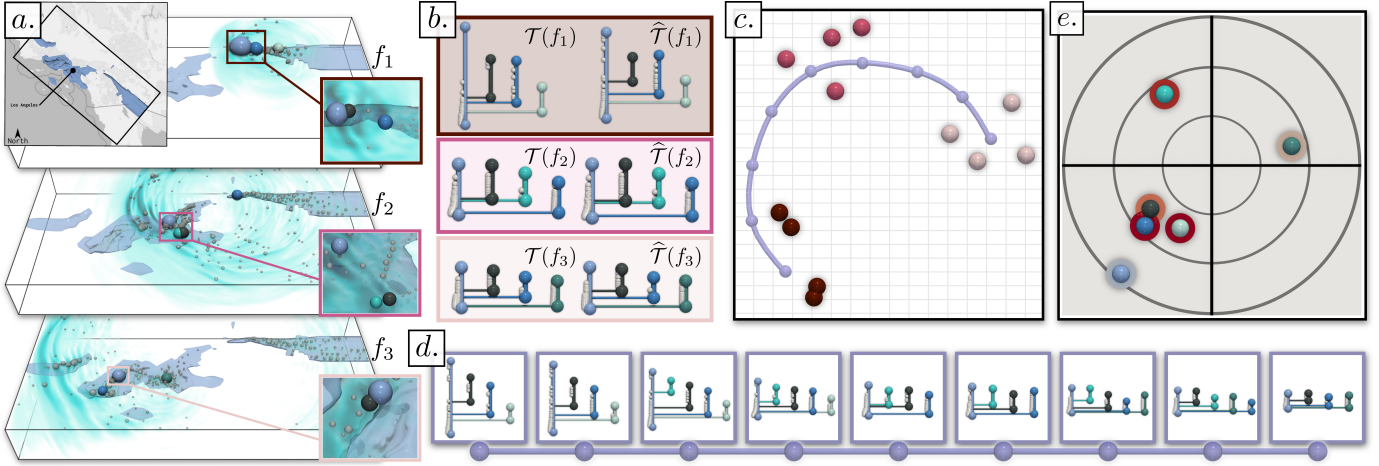 a.
Los Angeles
North
f₁
f₂
f₃
b.
𝒯(f₁) 𝒯̂(f₁)
𝒯(f₂) 𝒯̂(f₂)
𝒯(f₃) 𝒯̂(f₃)
c.
d.
e.